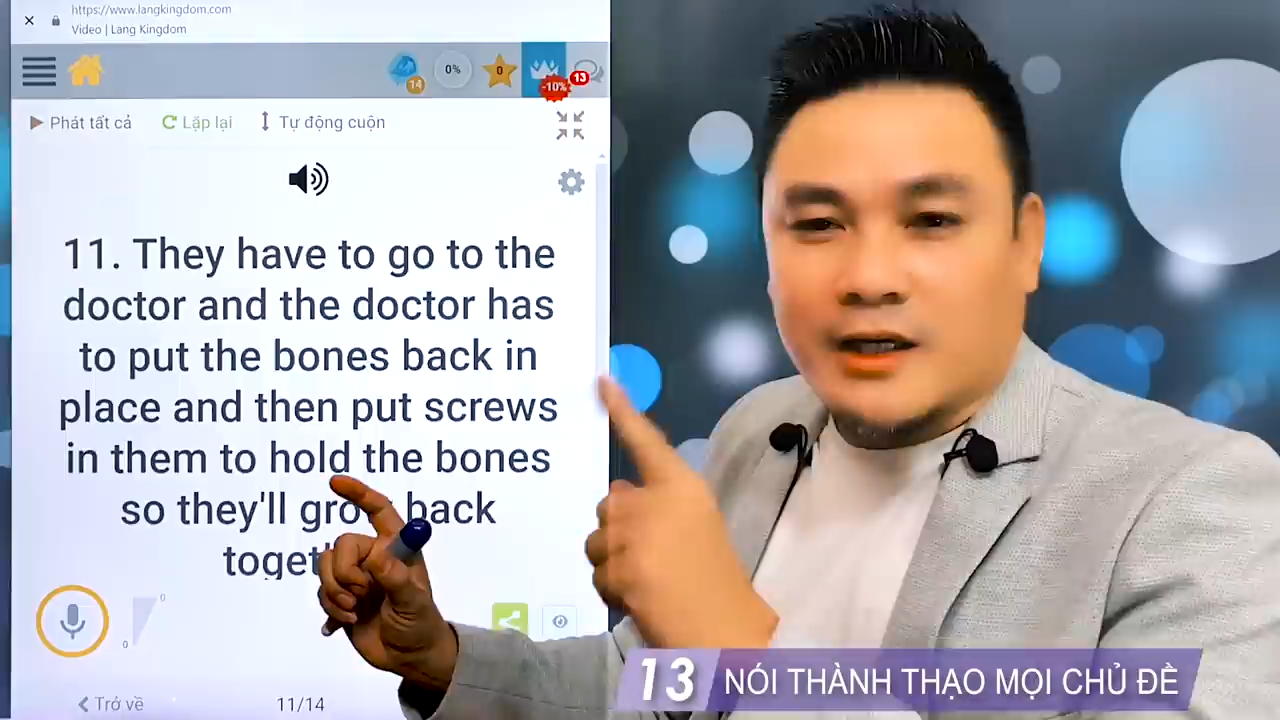 https://www.langkingdom.com
Video | Lang Kingdom
14
0%
0
-10%
13
Phát tất cả
Lặp lại
Tự động cuộn
11. They have to go to the
doctor and the doctor has
to put the bones back in
place and then put screws
in them to hold the bones
so they'll back
0
0
Trở về
11/14
13 NÓI THÀNH THẠO MỌI CHỦ ĐỀ